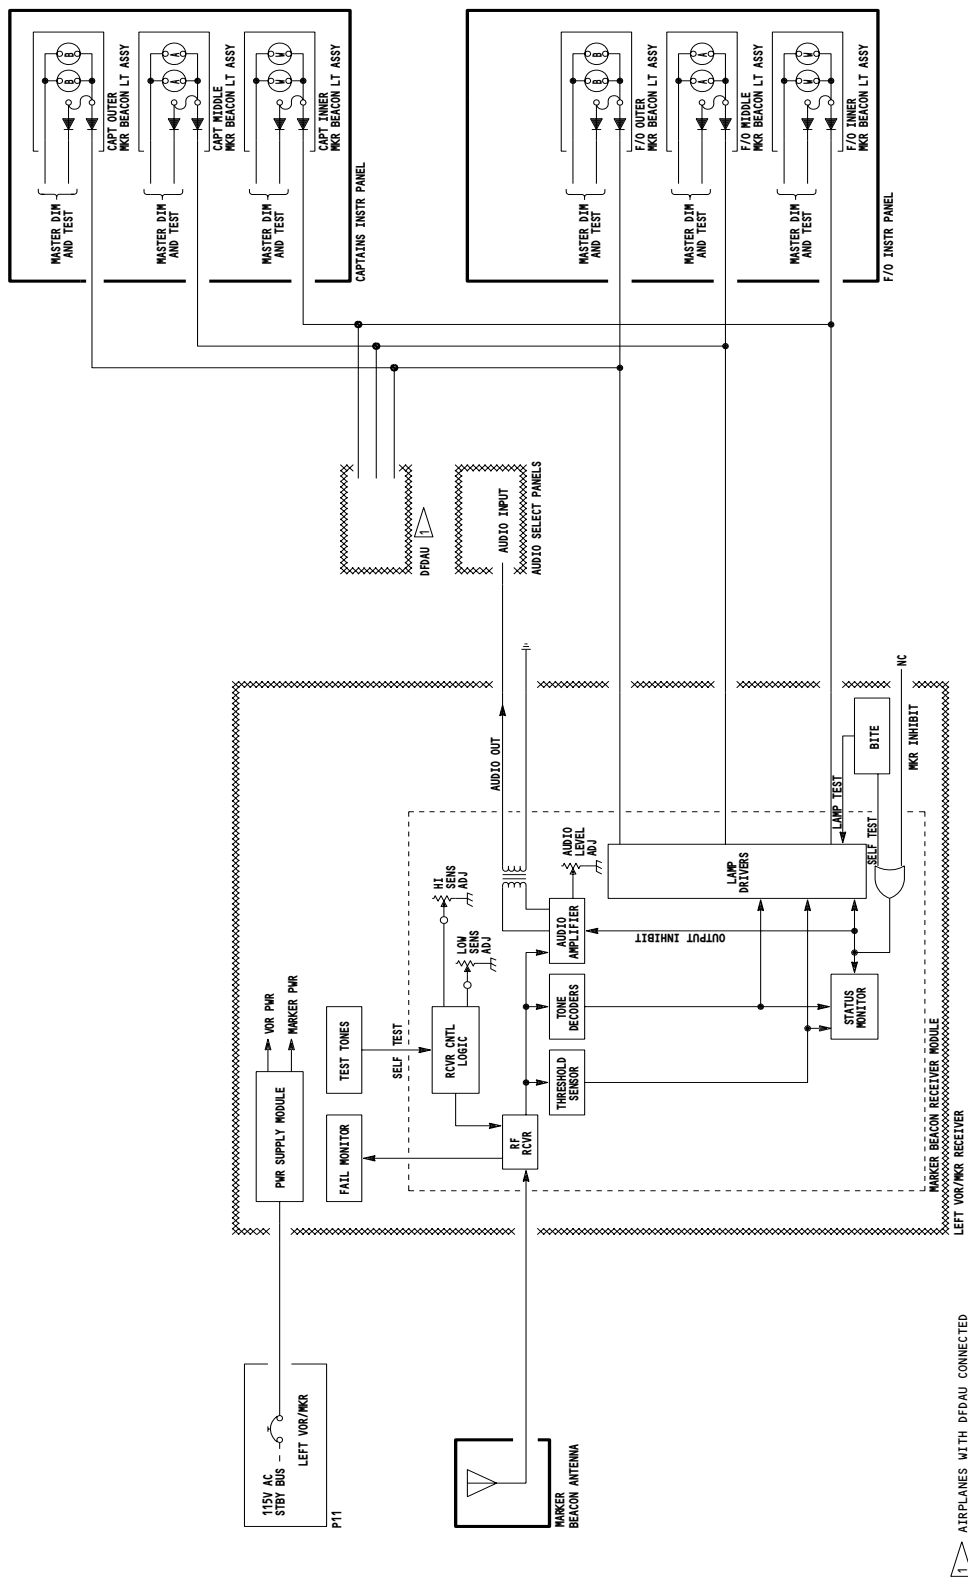 115V AC
STBY BUS
LEFT VOR/MKR
P11
MARKER
BEACON ANTENNA
PWR SUPPLY MODULE
VOR PWR
MARKER PWR
FAIL MONITOR
TEST TONES
SELF TEST
RCVR CNTL
LOGIC
HI
SENS
ADJ
LOW
SENS
ADJ
RF
RCVR
THRESHOLD
SENSOR
TONE
DECODERS
AUDIO
AMPLIFIER
AUDIO
LEVEL
ADJ
AUDIO OUT
OUTPUT INHIBIT
LAMP
DRIVERS
STATUS
MONITOR
LAMP TEST
SELF TEST
BITE
MKR INHIBIT
NC
MARKER BEACON RECEIVER MODULE
LEFT VOR/MKR RECEIVER
DFDAU
1
AUDIO INPUT
AUDIO SELECT PANELS
MASTER DIM
AND TEST
B
B
CAPT OUTER
MKR BEACON LT ASSY
MASTER DIM
AND TEST
A
A
CAPT MIDDLE
MKR BEACON LT ASSY
MASTER DIM
AND TEST
W
W
CAPT INNER
MKR BEACON LT ASSY
CAPTAINS INSTR PANEL
MASTER DIM
AND TEST
B
B
F/O OUTER
MKR BEACON LT ASSY
MASTER DIM
AND TEST
A
A
F/O MIDDLE
MKR BEACON LT ASSY
MASTER DIM
AND TEST
W
W
F/O INNER
MKR BEACON LT ASSY
F/O INSTR PANEL
1 AIRPLANES WITH DFDAU CONNECTED